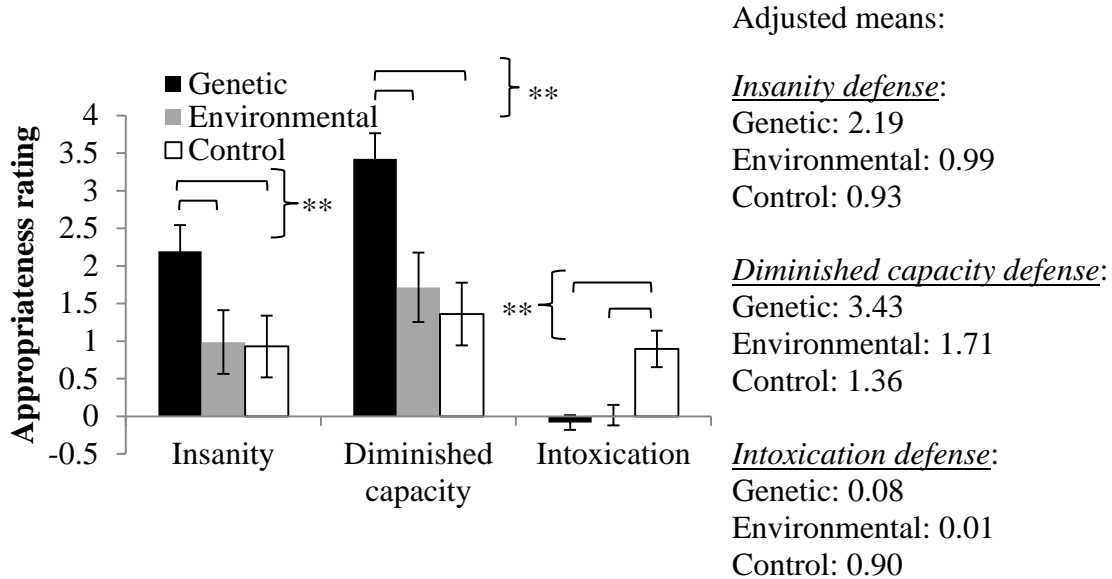 Genetic
Environmental
Control
**
**
**
Appropriateness rating
4
3.5
3
2.5
2
1.5
1
0.5
0
-0.5
Insanity
Diminished
capacity
Intoxication
Adjusted means:
Insanity defense:
Genetic: 2.19
Environmental: 0.99
Control: 0.93
Diminished capacity defense:
Genetic: 3.43
Environmental: 1.71
Control: 1.36
Intoxication defense:
Genetic: 0.08
Environmental: 0.01
Control: 0.90